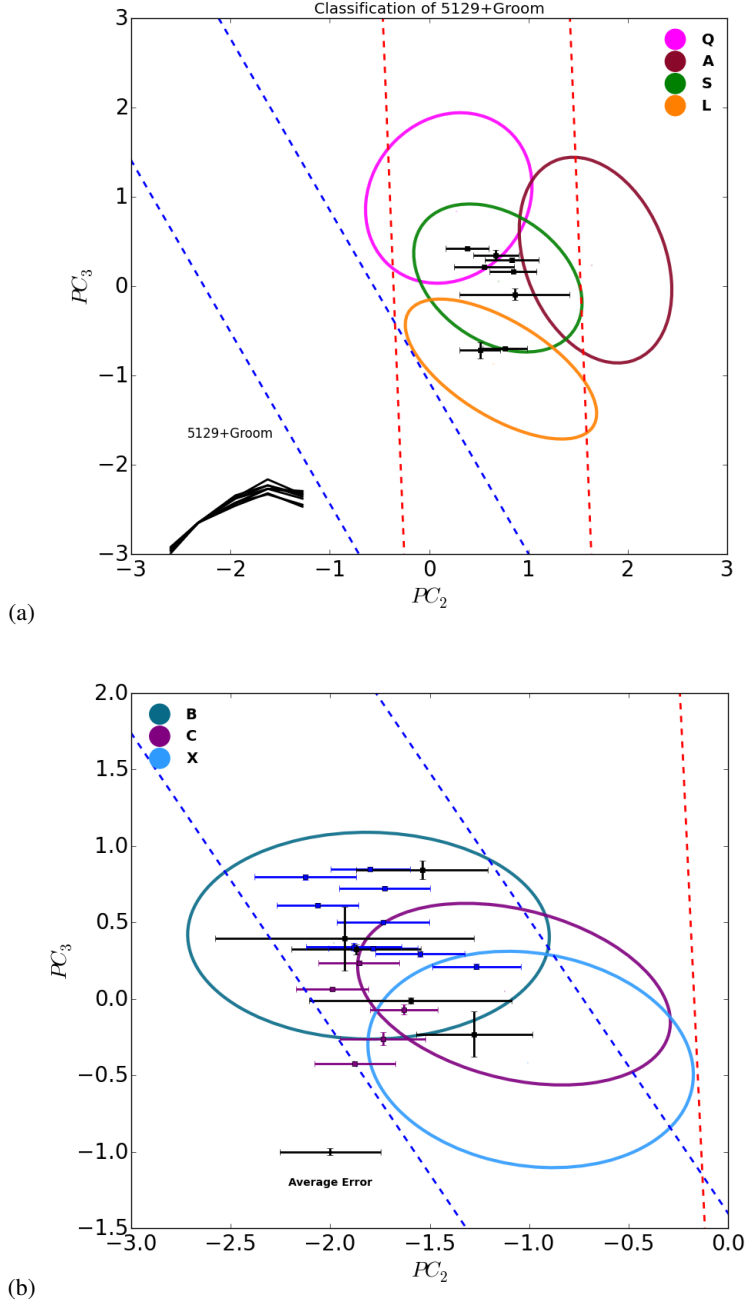 Classification of 5129+Groom
3
2
1
0
−1
−2
−3
PC3
Q
A
S
L
5129+Groom
−3 −2 −1 0 1 2 3
PC2
(a)
2.0
1.5
1.0
0.5
0.0
−0.5
−1.0
−1.5
PC3
B
C
X
Average Error
−3.0 −2.5 −2.0 −1.5 −1.0 −0.5 0.0
PC2
(b)